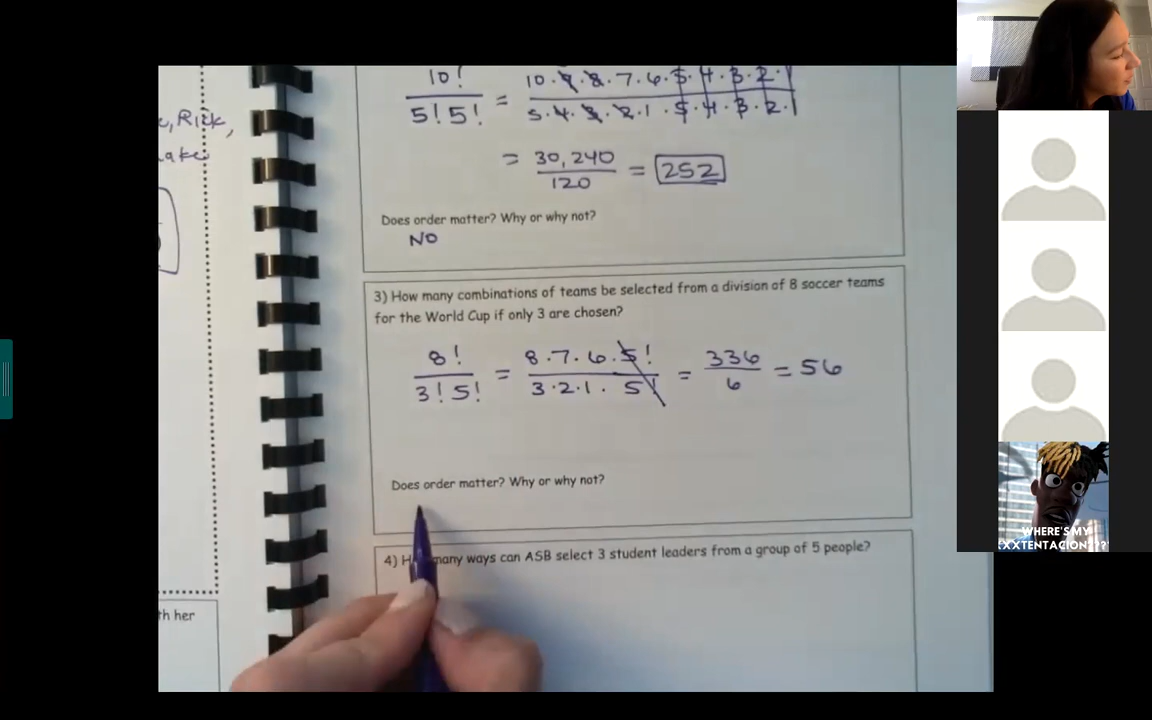 , Rick,
10!
5!5!
=
10·9·8·7·6·5·4·3·2·1
5·4·3·2·1·5·4·3·2·1
= 30,240
120
= 252
Does order matter? Why or why not?
NO
3) How many combinations of teams be selected from a division of 8 soccer teams
for the World Cup if only 3 are chosen?
8!
3!5!
=
8·7·6·5!
3·2·1·5!
=
336
6
= 56
Does order matter? Why or why not?
4) H many ways can ASB select 3 student leaders from a group of 5 people?
th her
WHERE'S MY
XXXTENTACION????